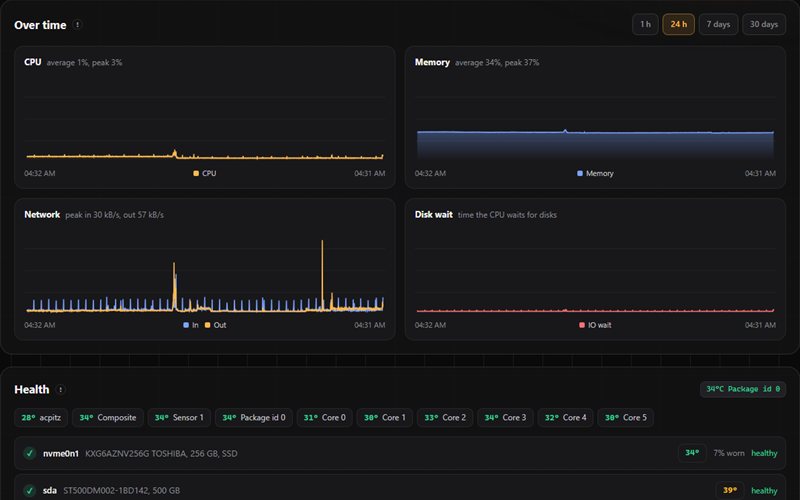 Over time !
1 h 24 h 7 days 30 days
CPU average 1%, peak 3%
04:32 AM CPU 04:31 AM
Memory average 34%, peak 37%
04:32 AM Memory 04:31 AM
Network peak in 30 kB/s, out 57 kB/s
04:32 AM In Out 04:31 AM
Disk wait time the CPU waits for disks
04:32 AM IO wait 04:31 AM
Health !
34°C Package id 0
28° acpitz 34° Composite 34° Sensor 1 34° Package id 0 31° Core 0 30° Core 1 33° Core 2 34° Core 3 32° Core 4 30° Core 5
nvme0n1 KXG6AZNV256G TOSHIBA, 256 GB, SSD 34° 7% worn healthy
sda ST500DM002-1BD142, 500 GB 39° healthy